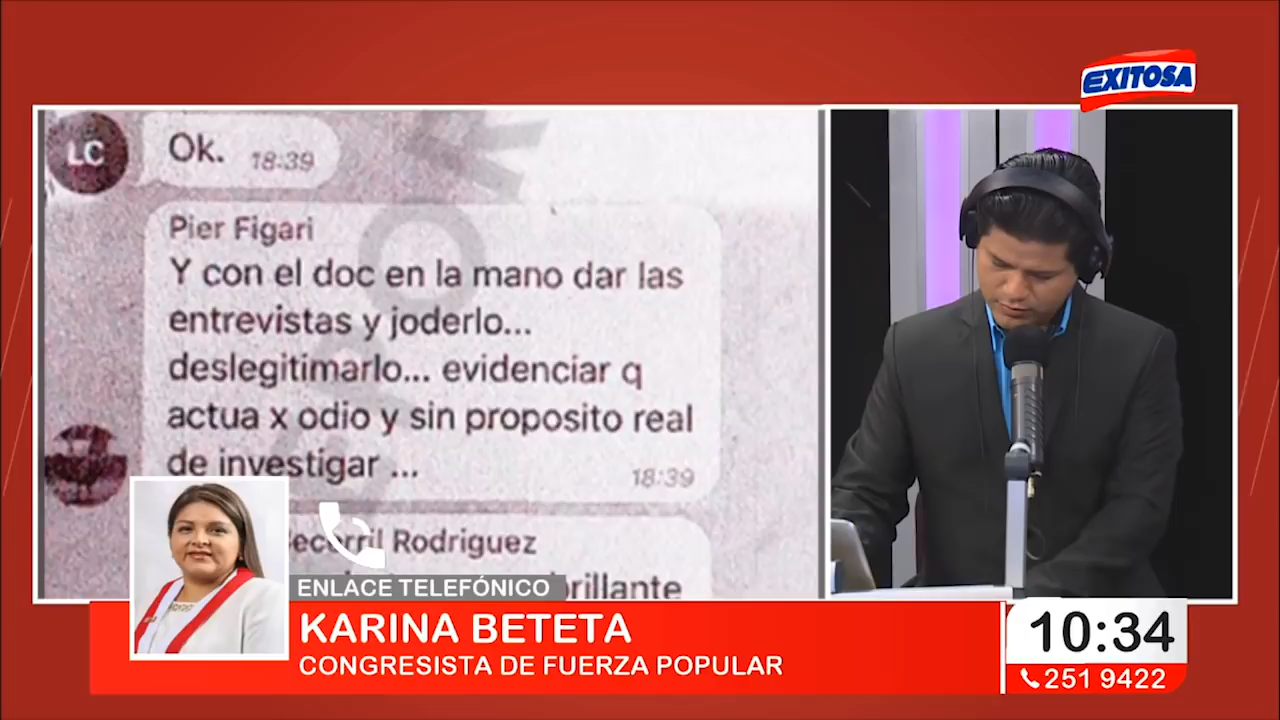 EXITOSA
LC
Ok. 18:39
Pier Figari
Y con el doc en la mano dar las
entrevistas y joderlo...
deslegitimarlo... evidenciar q
actua x odio y sin proposito real
de investigar ... 18:39
Becerril Rodriguez
brillante
ENLACE TELEFÓNICO
KARINA BETETA
CONGRESISTA DE FUERZA POPULAR
10:34
251 9422